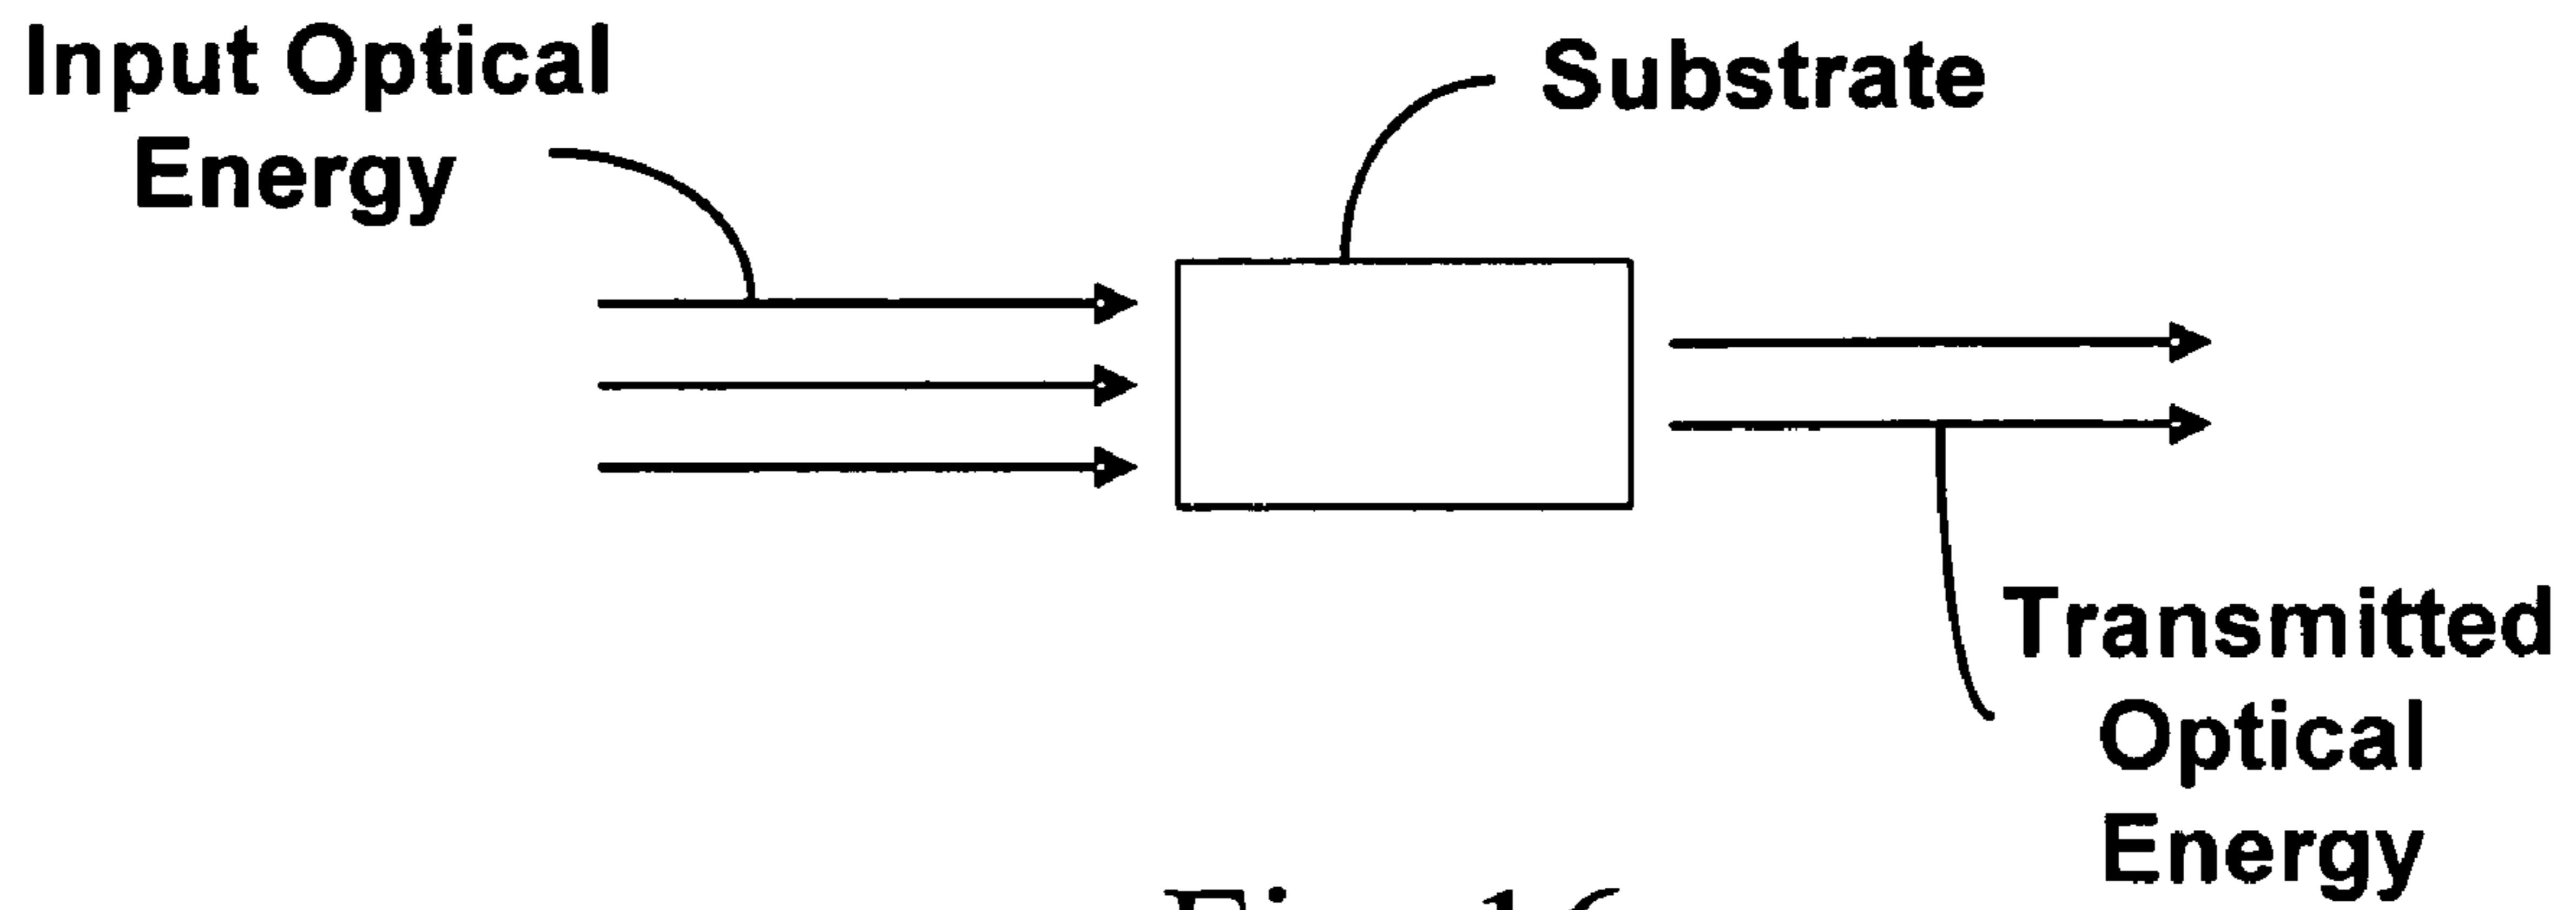 Input Optical
Energy
Substrate
Transmitted
Optical
Energy